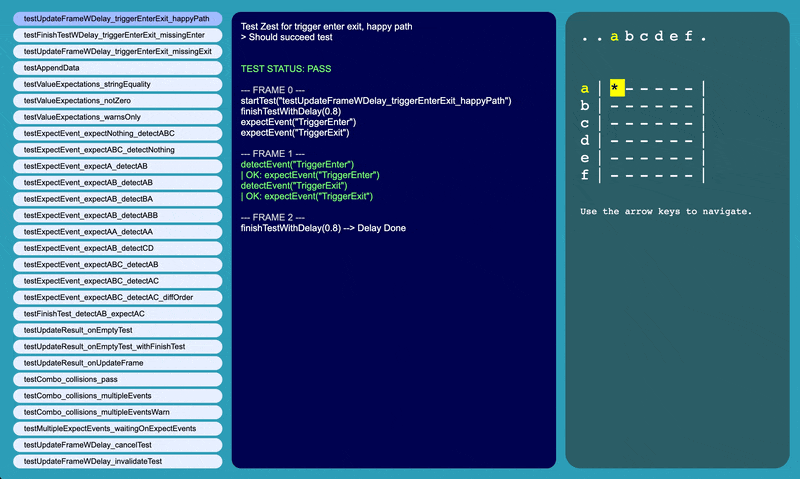 testUpdateFrameWDelay_triggerEnterExit_happyPath
testFinishTestWDelay_triggerEnterExit_missingEnter
testUpdateFrameWDelay_triggerEnterExit_missingExit
testAppendData
testValueExpectations_stringEquality
testValueExpectations_notZero
testValueExpectations_warnsOnly
testExpectEvent_expectNothing_detectABC
testExpectEvent_expectABC_detectNothing
testExpectEvent_expectA_detectAB
testExpectEvent_expectAB_detectAB
testExpectEvent_expectAB_detectBA
testExpectEvent_expectAB_detectABB
testExpectEvent_expectAA_detectAA
testExpectEvent_expectAB_detectCD
testExpectEvent_expectABC_detectAB
testExpectEvent_expectABC_detectAC
testExpectEvent_expectABC_detectAC_diffOrder
testFinishTest_detectAB_expectAC
testUpdateResult_onEmptyTest
testUpdateResult_onEmptyTest_withFinishTest
testUpdateResult_onUpdateFrame
testCombo_collisions_pass
testCombo_collisions_multipleEvents
testCombo_collisions_multipleEventsWarn
testMultipleExpectEvents_waitingOnExpectEvents
testUpdateFrameWDelay_cancelTest
testUpdateFrameWDelay_invalidateTest
Test Zest for trigger enter exit, happy path
> Should succeed test
TEST STATUS: PASS
--- FRAME 0 ---
startTest("testUpdateFrameWDelay_triggerEnterExit_happyPath")
finishTestWithDelay(0.8)
expectEvent("TriggerEnter")
expectEvent("TriggerExit")
--- FRAME 1 ---
detectEvent("TriggerEnter")
| OK: expectEvent("TriggerEnter")
detectEvent("TriggerExit")
| OK: expectEvent("TriggerExit")
--- FRAME 2 ---
finishTestWithDelay(0.8) --> Delay Done
. . a b c d e f .
a | * - - - - - |
b | - - - - - - |
c | - - - - - - |
d | - - - - - - |
e | - - - - - - |
f | - - - - - - |
Use the arrow keys to navigate.